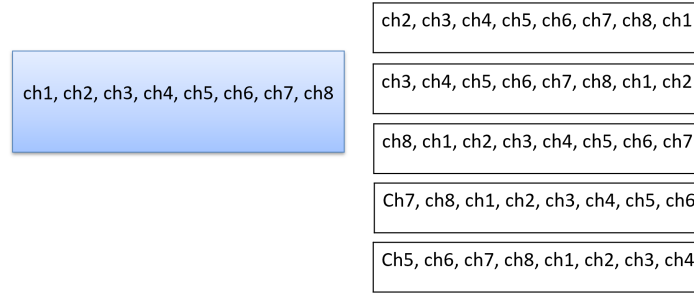 ch1, ch2, ch3, ch4, ch5, ch6, ch7, ch8
ch2, ch3, ch4, ch5, ch6, ch7, ch8, ch1
ch3, ch4, ch5, ch6, ch7, ch8, ch1, ch2
ch8, ch1, ch2, ch3, ch4, ch5, ch6, ch7
Ch7, ch8, ch1, ch2, ch3, ch4, ch5, ch6
Ch5, ch6, ch7, ch8, ch1, ch2, ch3, ch4